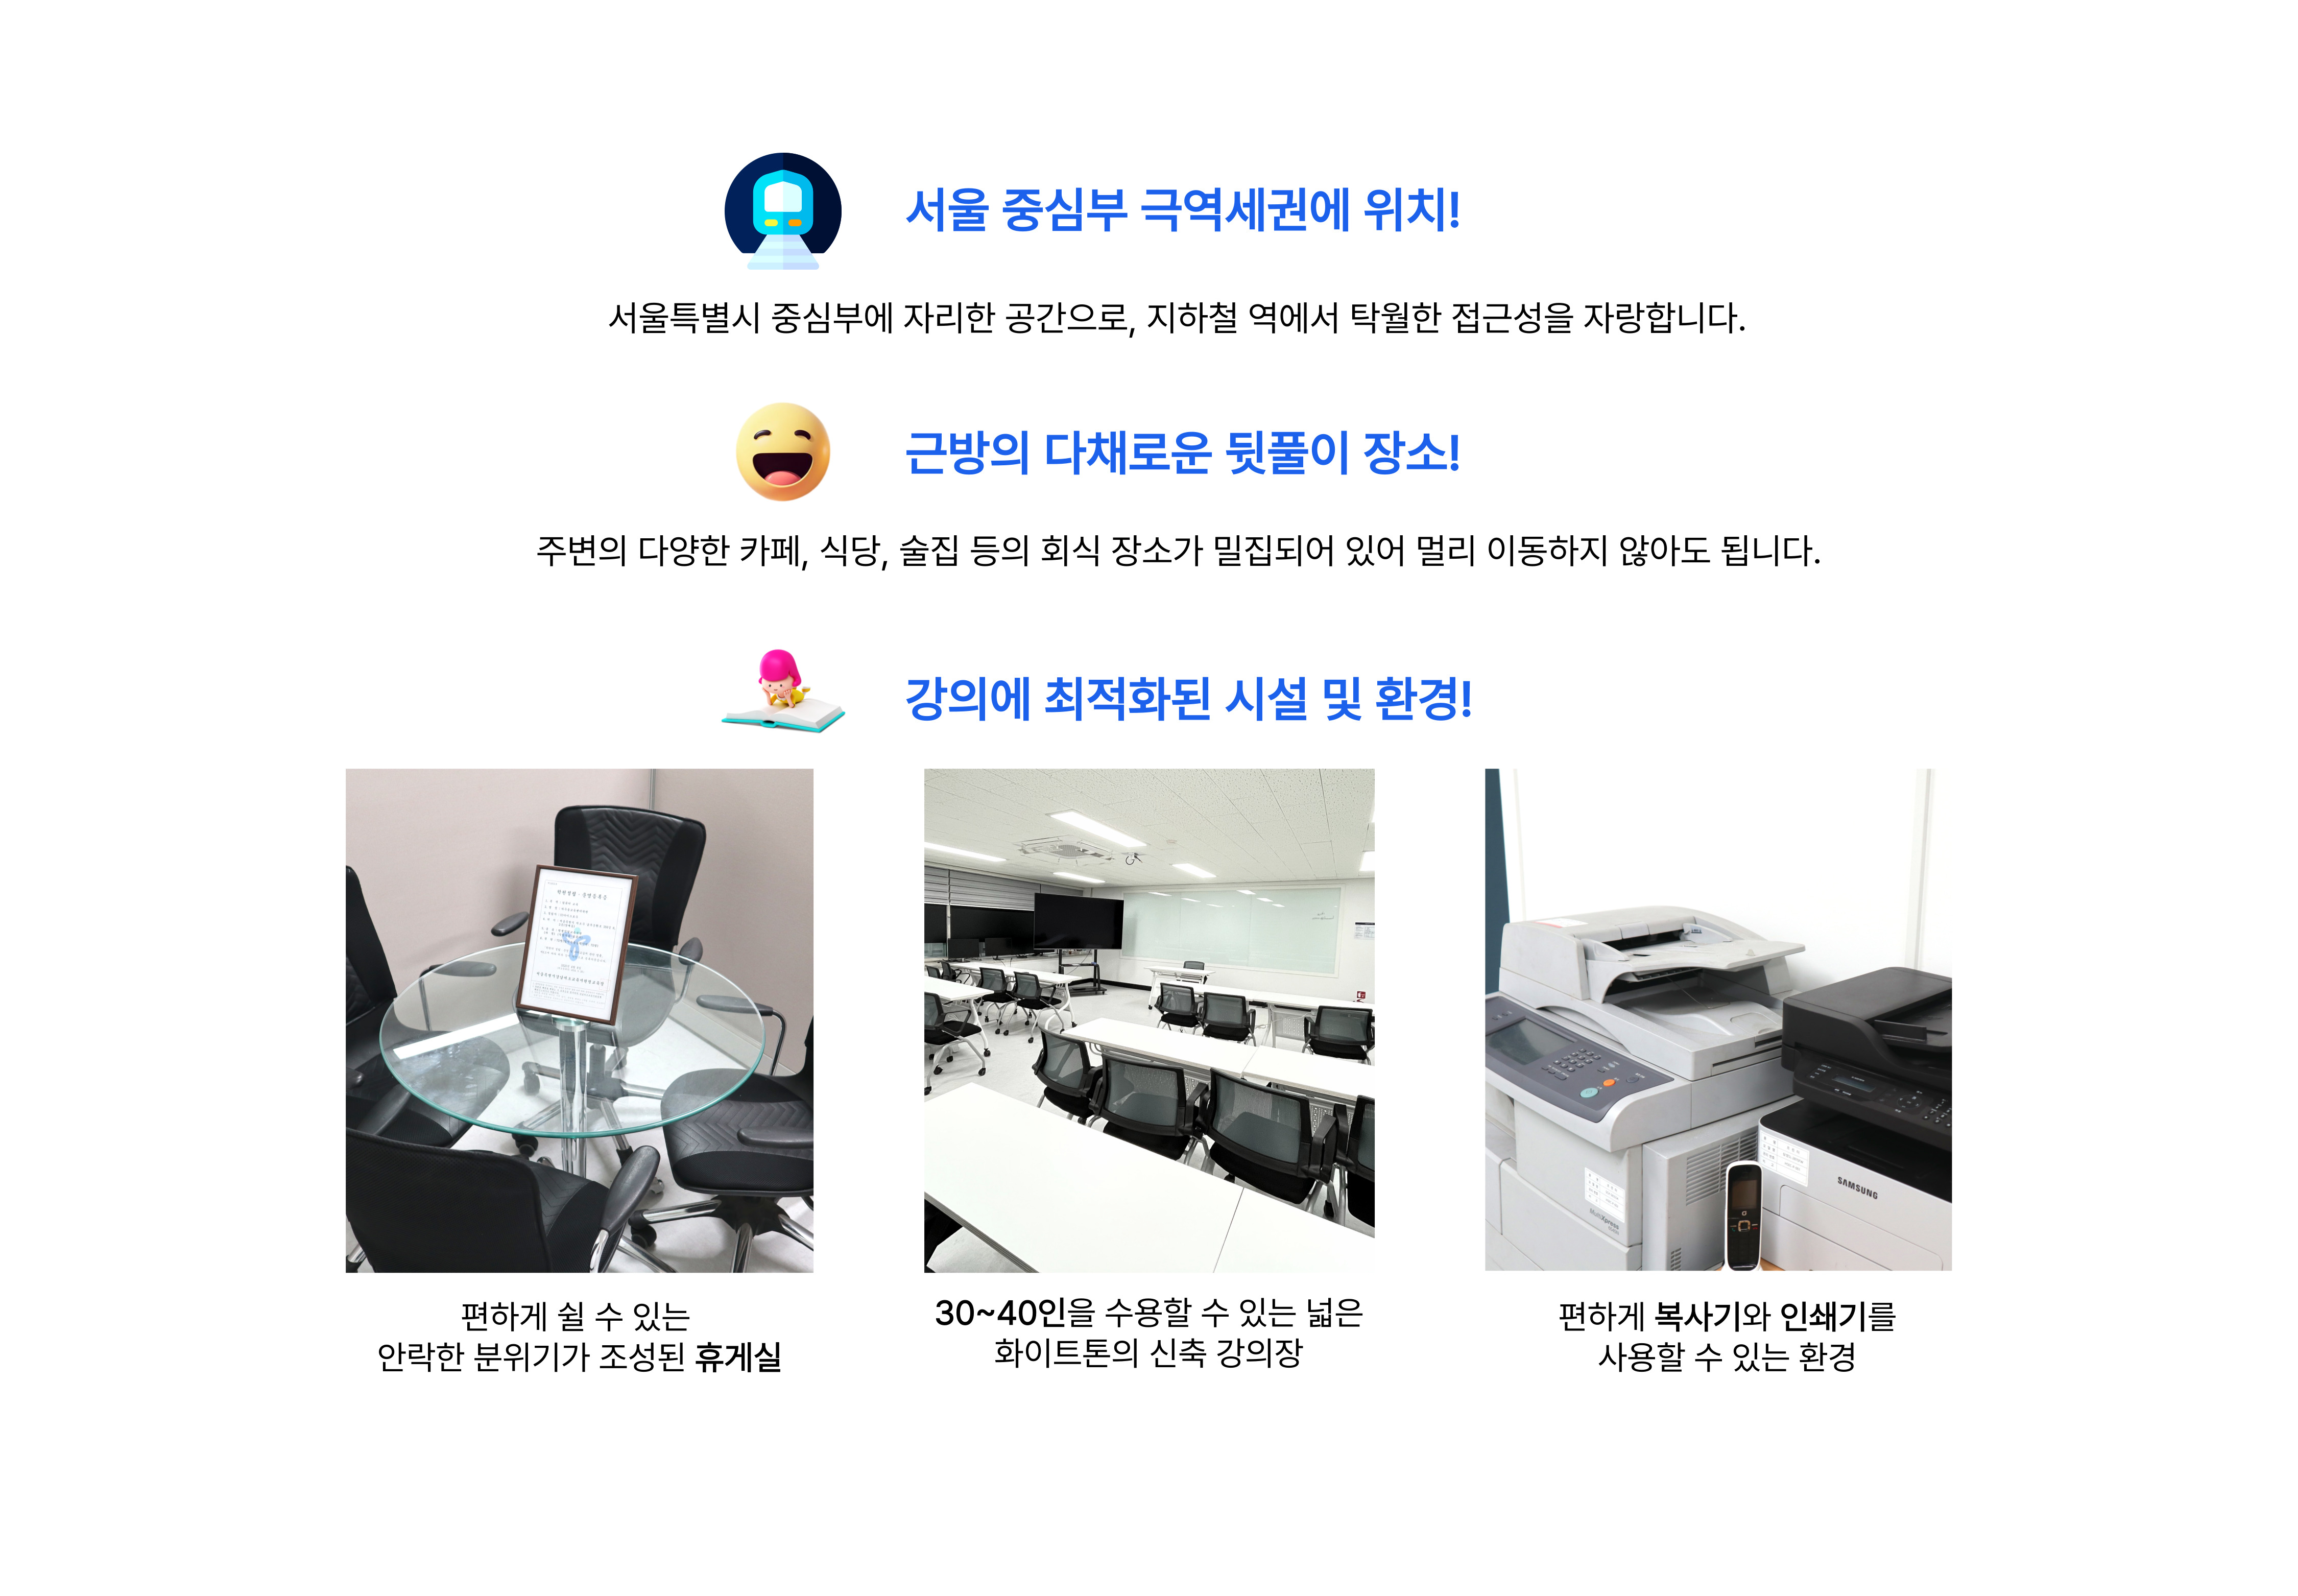 서울 중심부 극역세권에 위치!
서울특별시 중심부에 자리한 공간으로, 지하철 역에서 탁월한 접근성을 자랑합니다.
근방의 다채로운 뒷풀이 장소!
주변의 다양한 카페, 식당, 술집 등의 회식 장소가 밀집되어 있어 멀리 이동하지 않아도 됩니다.
강의에 최적화된 시설 및 환경!
SAMSUNG
MultiXpress
편하게 쉴 수 있는
안락한 분위기가 조성된 휴게실
30~40인을 수용할 수 있는 넓은
화이트톤의 신축 강의장
편하게 복사기와 인쇄기를
사용할 수 있는 환경